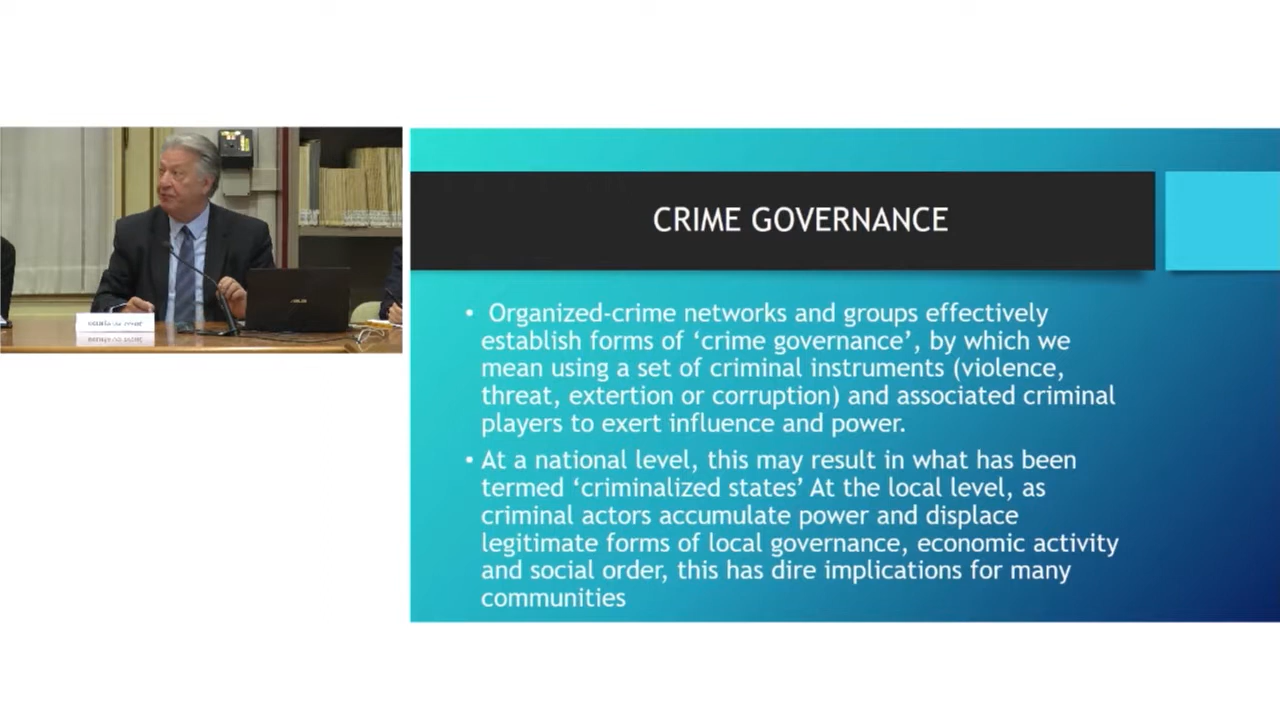 CRIME GOVERNANCE
• Organized-crime networks and groups effectively
establish forms of ‘crime governance’, by which we
mean using a set of criminal instruments (violence,
threat, extertion or corruption) and associated criminal
players to exert influence and power.
• At a national level, this may result in what has been
termed ‘criminalized states’ At the local level, as
criminal actors accumulate power and displace
legitimate forms of local governance, economic activity
and social order, this has dire implications for many
communities